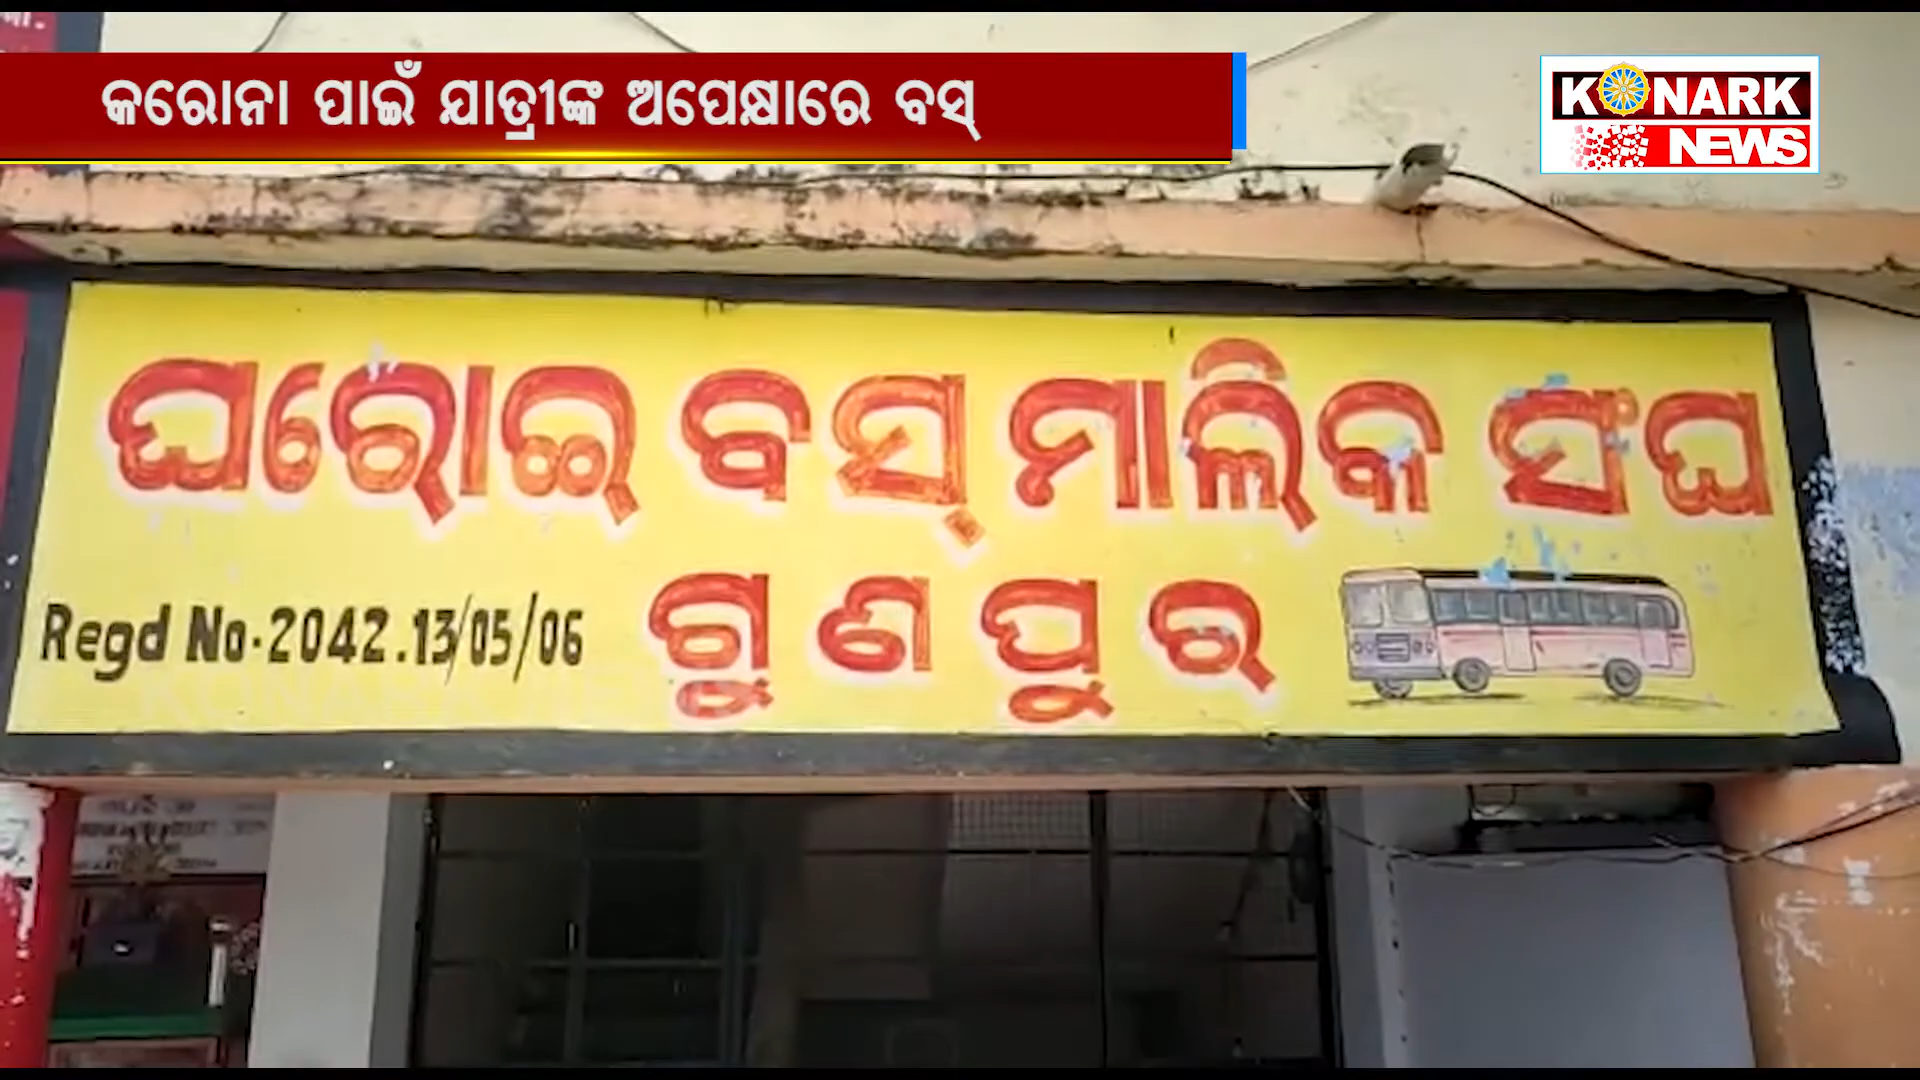 କରୋନା ପାଇଁ ଯାତ୍ରୀଙ୍କ ଅପେକ୍ଷାରେ ବସ୍
KONARK
NEWS
ଘରୋଇ ବସ୍ ମାଲିକ ସଂଘ
Regd No.2042.13/05/06 ଗୁଣପୁର